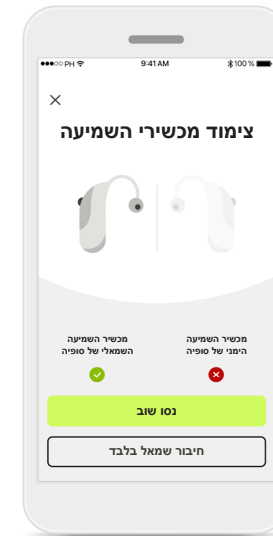 ●●●○○ PH 9:41 AM 100 %
צימוד מכשירי השמיעה
מכשיר השמיעה
הימני של סופיה
מכשיר השמיעה
השמאלי של סופיה
נסו שוב
חיבור שמאל בלבד